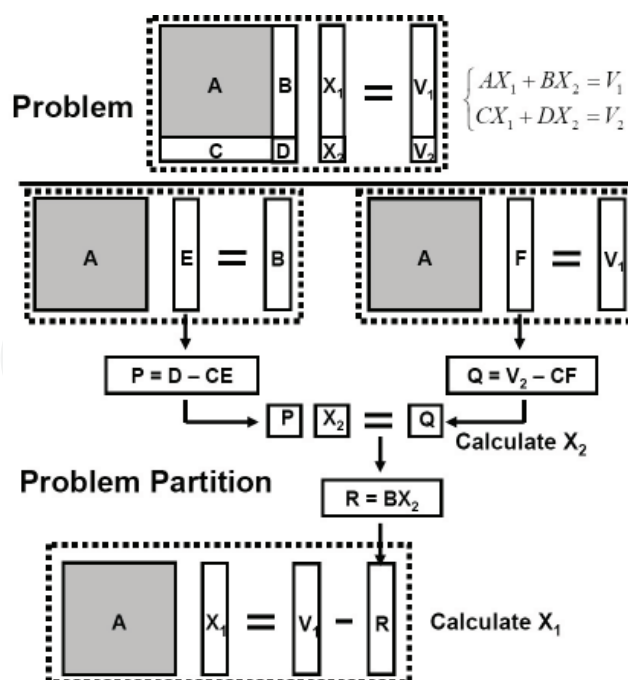 Problem
A B X₁ = V₁
C D X₂ V₂
{ AX₁ + BX₂ = V₁
CX₁ + DX₂ = V₂
A E = B
A F = V₁
P = D – CE
Q = V₂ – CF
P X₂ = Q
Calculate X₂
Problem Partition
R = BX₂
A X₁ = V₁ – R
Calculate X₁